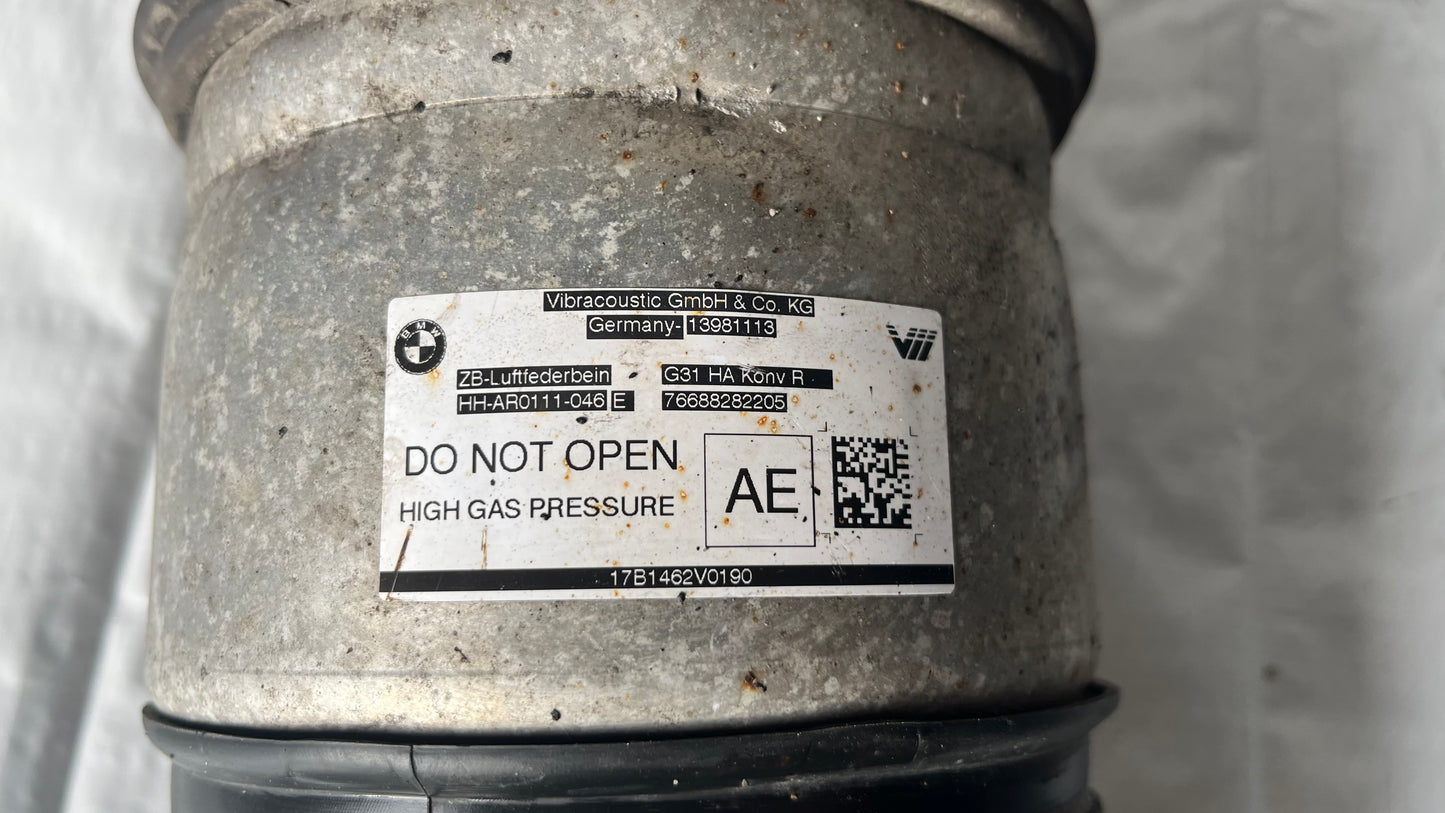 Vibracoustic GmbH & Co. KG
Germany- 13981113
BMW
ZB-Luftfederbein G31 HA Konv R
HH-AR0111-046 E 76688282205
DO NOT OPEN
HIGH GAS PRESSURE
AE
17B1462V0190